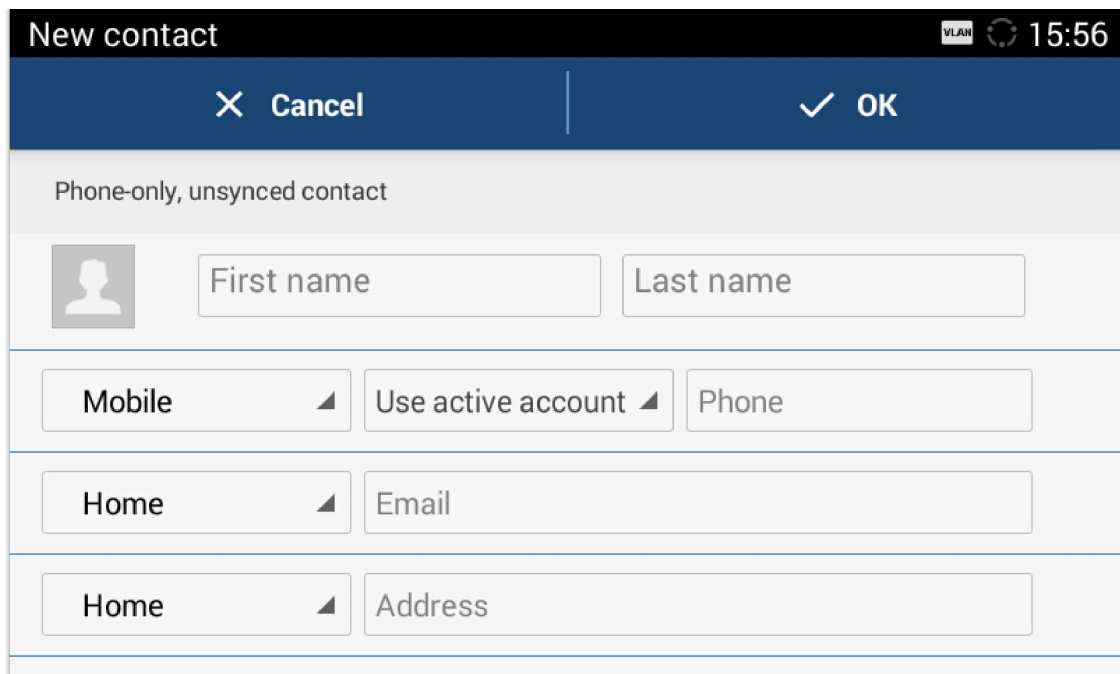 New contact VLAN 15:56
Cancel OK
Phone-only, unsynced contact
First name Last name
Mobile Use active account Phone
Home Email
Home Address